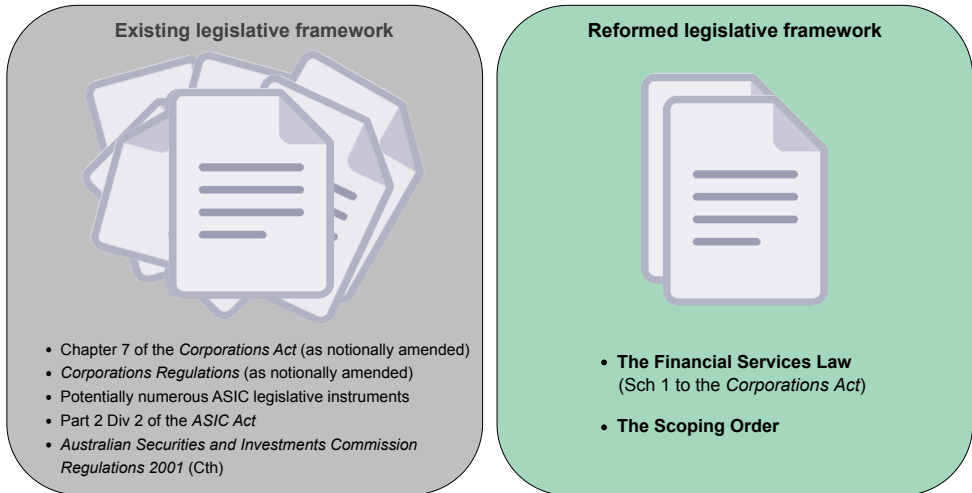 Existing legislative framework
• Chapter 7 of the Corporations Act (as notionally amended)
• Corporations Regulations (as notionally amended)
• Potentially numerous ASIC legislative instruments
• Part 2 Div 2 of the ASIC Act
• Australian Securities and Investments Commission
Regulations 2001 (Cth)
Reformed legislative framework
• The Financial Services Law
(Sch 1 to the Corporations Act)
• The Scoping Order